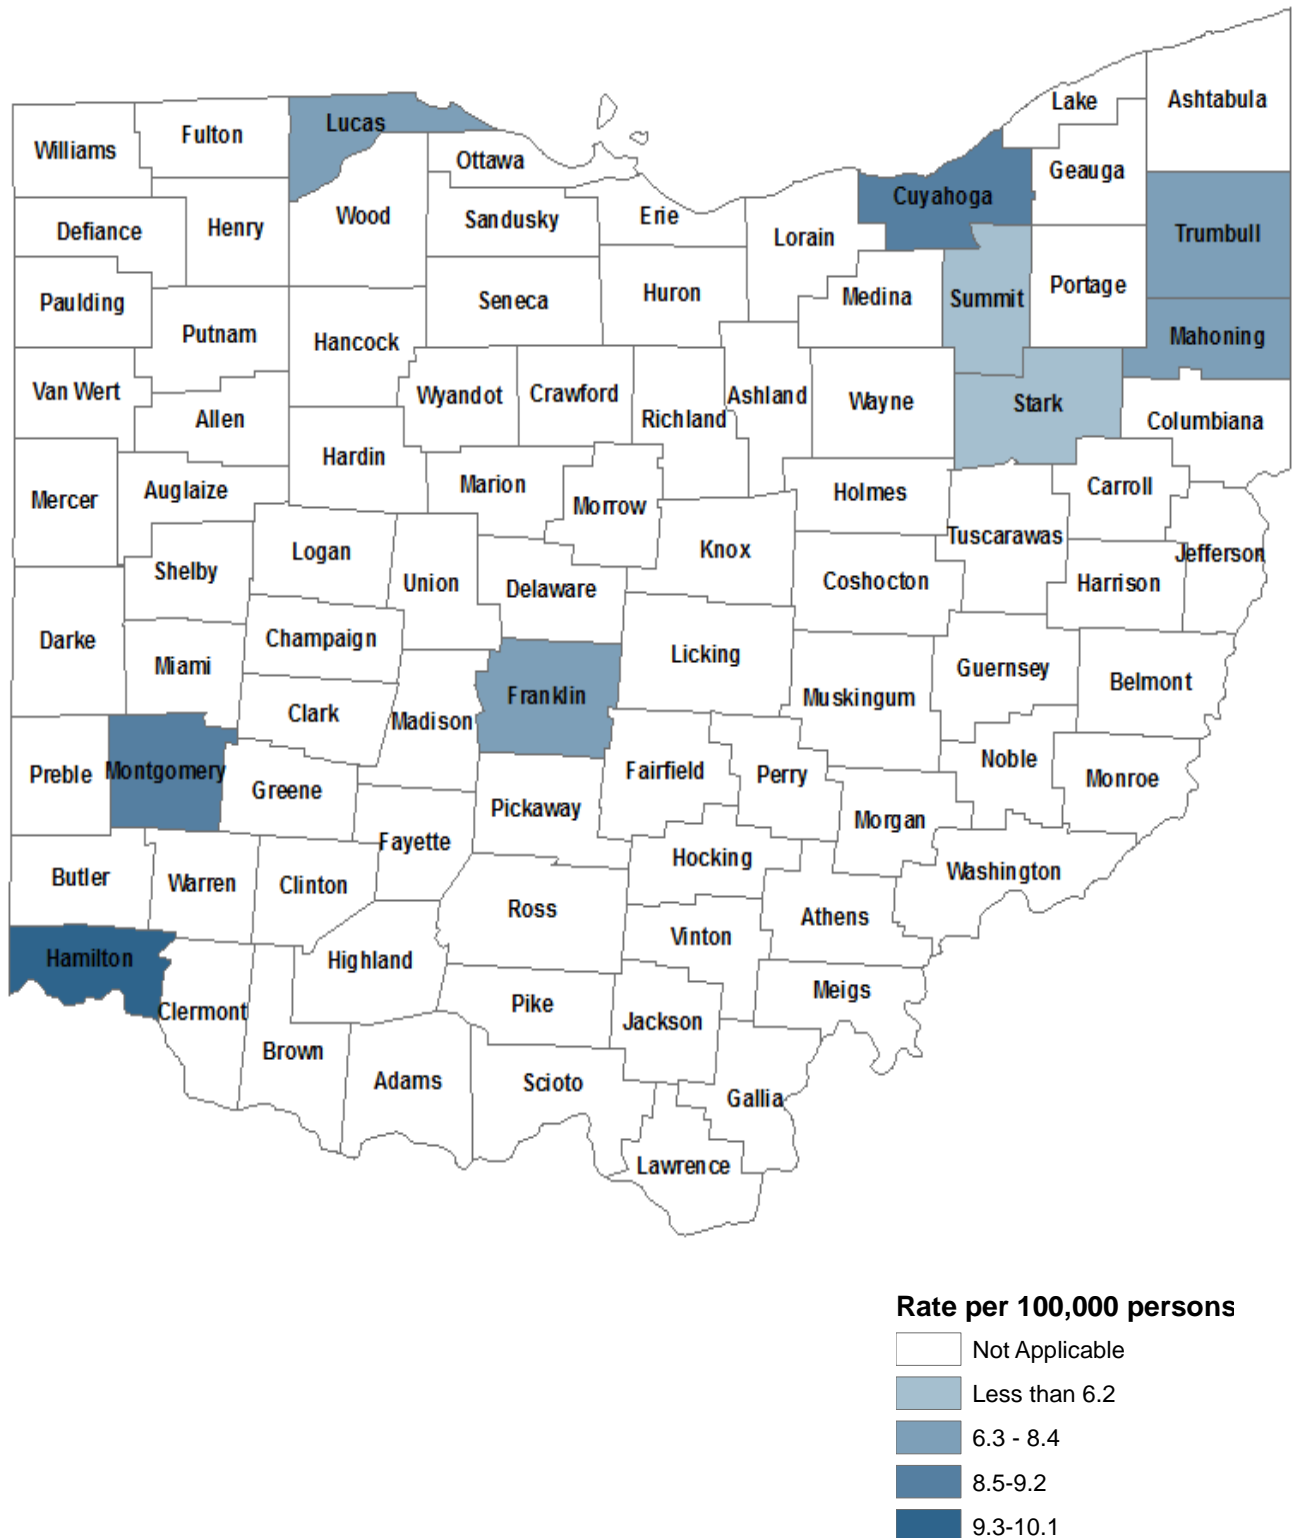 Lake
Ashtabula
Lucas
Fulton
Williams
Ottawa
Geauga
Cuyahoga
Wood
Erie
Sandusky
Henry
Defiance
Lorain
Trumbull
Portage
Huron
Medina
Summit
Seneca
Paulding
Putnam
Hancock
Mahoning
Van Wert
Wyandot
Crawford
Ashland
Wayne
Stark
Allen
Richland
Columbiana
Hardin
Marion
Carroll
Auglaize
Holmes
Mercer
Morrow
Tuscarawas
Logan
Knox
Jefferson
Shelby
Union
Delaware
Coshocton
Harrison
Darke
Champaign
Licking
Miami
Guernsey
Belmont
Franklin
Muskingum
Clark
Madison
Noble
Preble
Montgomery
Fairfield
Perry
Monroe
Greene
Pickaway
Morgan
Fayette
Hocking
Washington
Butler
Warren
Clinton
Ross
Athens
Vinton
Hamilton
Highland
Meigs
Pike
Clermont
Jackson
Brown
Adams
Scioto
Gallia
Lawrence
Rate per 100,000 persons
Not Applicable
Less than 6.2
6.3 - 8.4
8.5-9.2
9.3-10.1